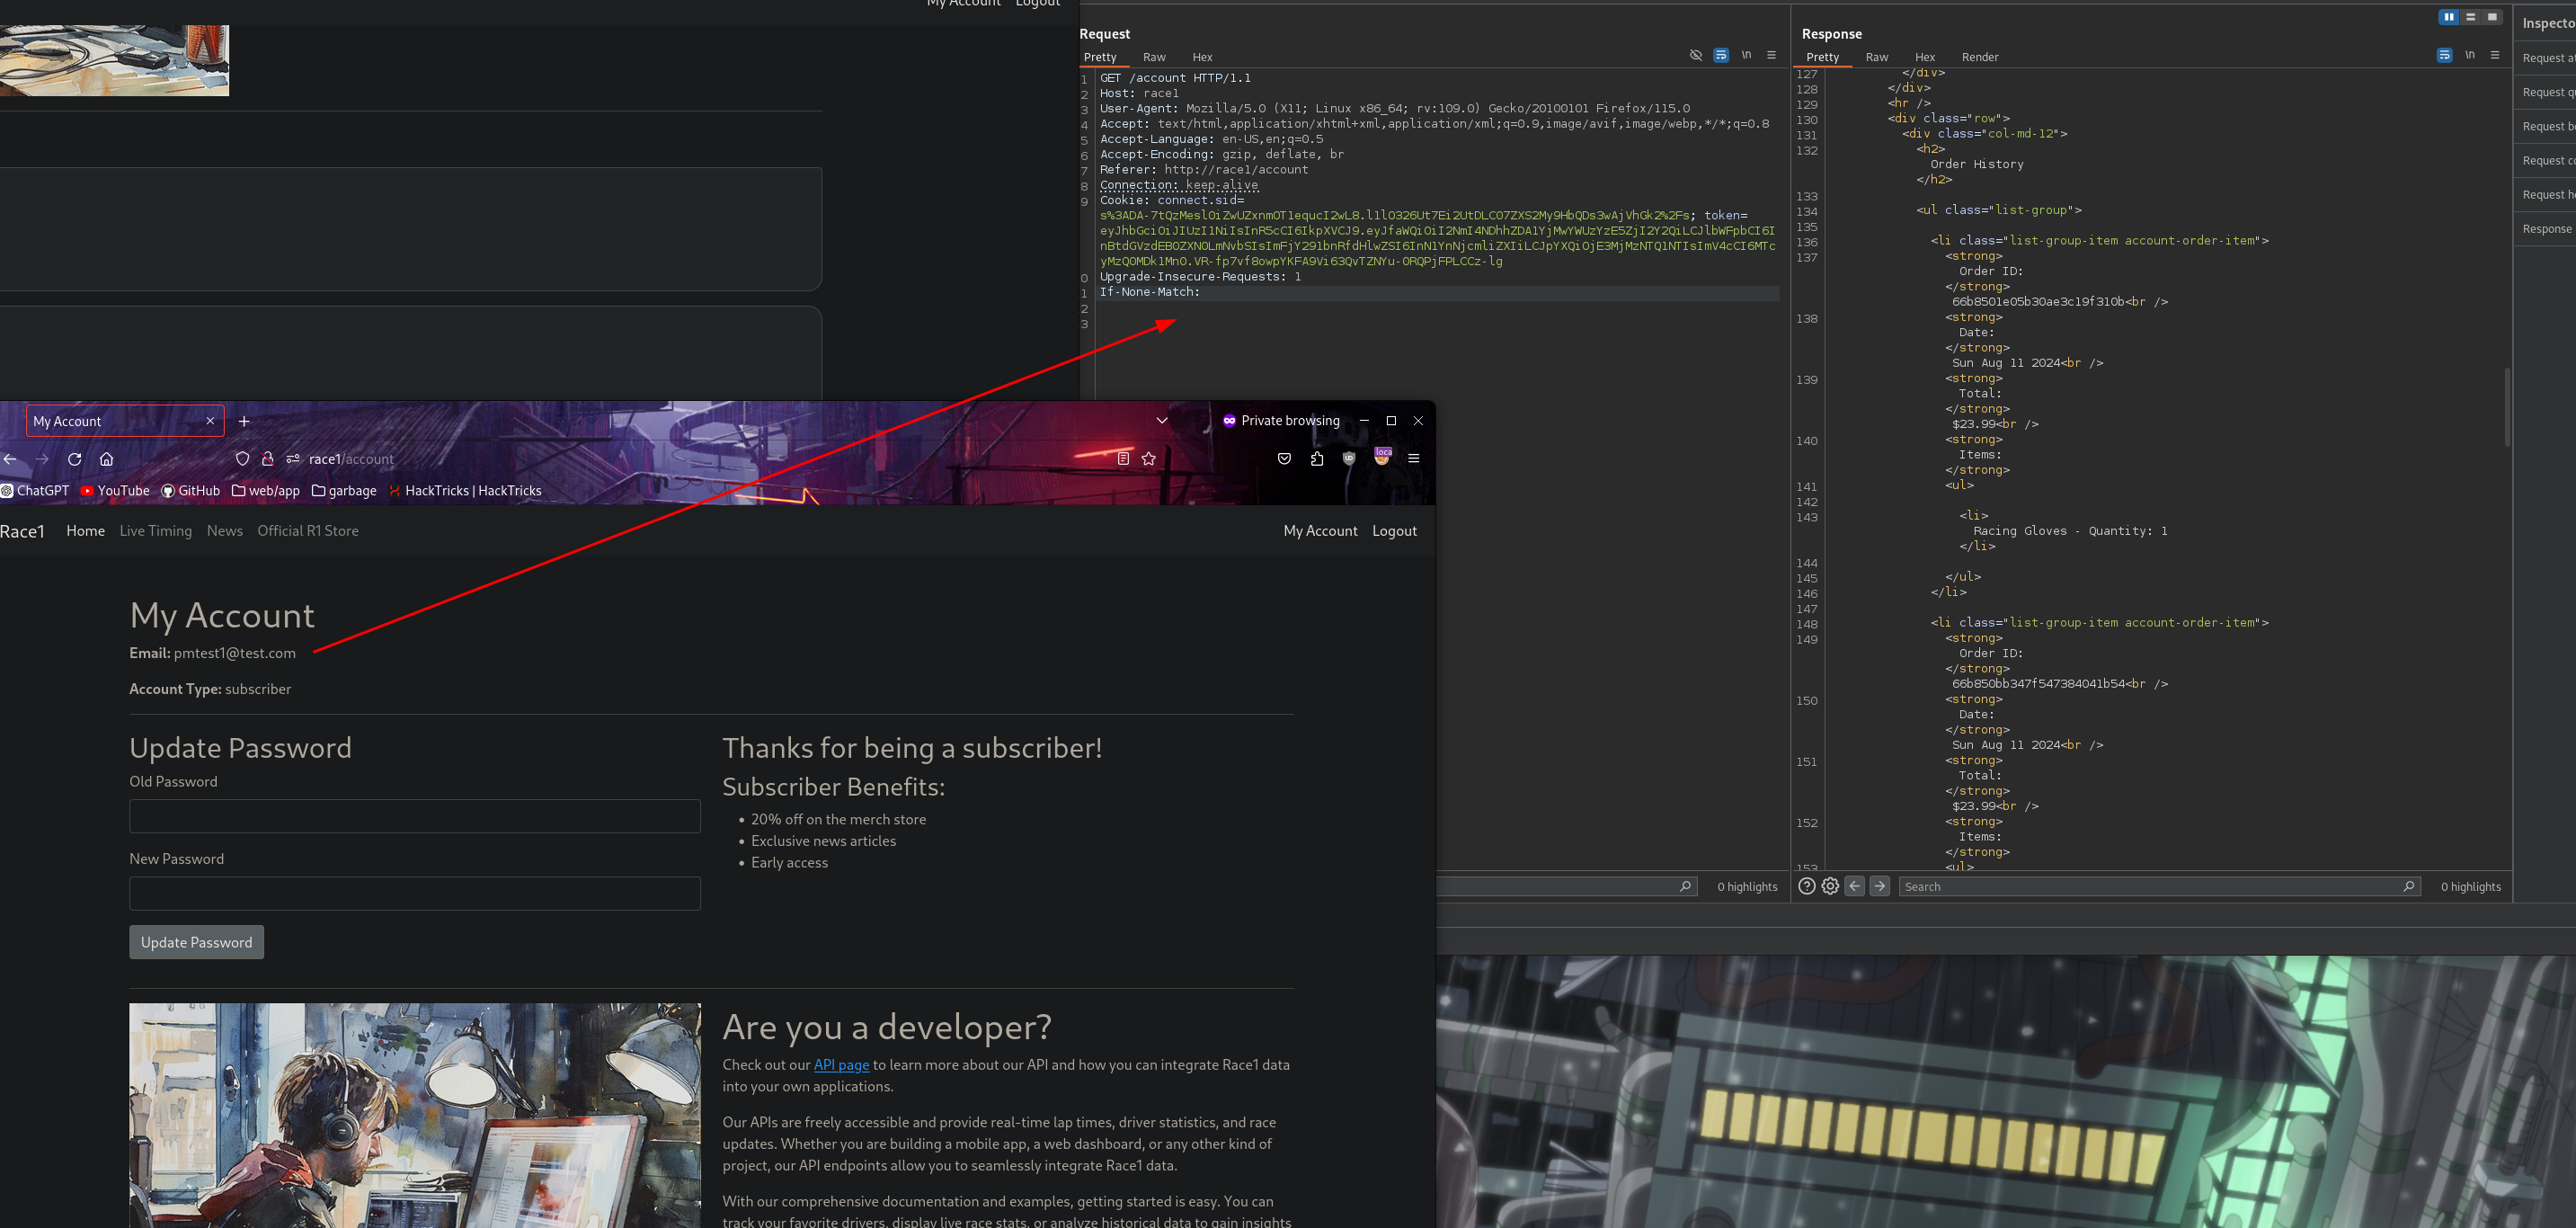 My Account Logout
Request
Pretty Raw Hex
\n
1 GET /account HTTP/1.1
2 Host: race1
3 User-Agent: Mozilla/5.0 (X11; Linux x86_64; rv:109.0) Gecko/20100101 Firefox/115.0
4 Accept: text/html,application/xhtml+xml,application/xml;q=0.9,image/avif,image/webp,*/*;q=0.8
5 Accept-Language: en-US,en;q=0.5
6 Accept-Encoding: gzip, deflate, br
7 Referer: http://race1/account
8 Connection: keep-alive
9 Cookie: connect.sid=
; token=
0 Upgrade-Insecure-Requests: 1
1 If-None-Match:
2
3
Response
Pretty Raw Hex Render
\n
127 </div>
128 </div>
129 <hr />
130 <div class="row">
131 <div class="col-md-12">
132 <h2>
Order History
</h2>
133
134 <ul class="list-group">
135
136 <li class="list-group-item account-order-item">
137 <strong>
Order ID:
</strong>
66b8501e05b30ae3c19f310b<br />
138 <strong>
Date:
</strong>
Sun Aug 11 2024<br />
139 <strong>
Total:
</strong>
$23.99<br />
140 <strong>
Items:
</strong>
141 <ul>
142
143 <li>
Racing Gloves - Quantity: 1
</li>
144
145 </ul>
146 </li>
147
148 <li class="list-group-item account-order-item">
149 <strong>
Order ID:
</strong>
66b850bb347f547384041b54<br />
150 <strong>
Date:
</strong>
Sun Aug 11 2024<br />
151 <strong>
Total:
</strong>
$23.99<br />
152 <strong>
Items:
</strong>
153 <ul>
0 highlights
Search
0 highlights
Inspecto
Request at
Request qu
Request bo
Request co
Request he
Response
My Account
Private browsing
race1/account
loca
ChatGPT YouTube GitHub web/app garbage HackTricks | HackTricks
Race1 Home Live Timing News Official R1 Store My Account Logout
My Account
Email: pmtest1@test.com
Account Type: subscriber
Update Password
Old Password
New Password
Update Password
Thanks for being a subscriber!
Subscriber Benefits:
• 20% off on the merch store
• Exclusive news articles
• Early access
Are you a developer?
Check out our API page to learn more about our API and how you can integrate Race1 data
into your own applications.
Our APIs are freely accessible and provide real-time lap times, driver statistics, and race
updates. Whether you are building a mobile app, a web dashboard, or any other kind of
project, our API endpoints allow you to seamlessly integrate Race1 data.
With our comprehensive documentation and examples, getting started is easy. You can
track your favorite drivers, display live race stats, or analyze historical data to gain insights